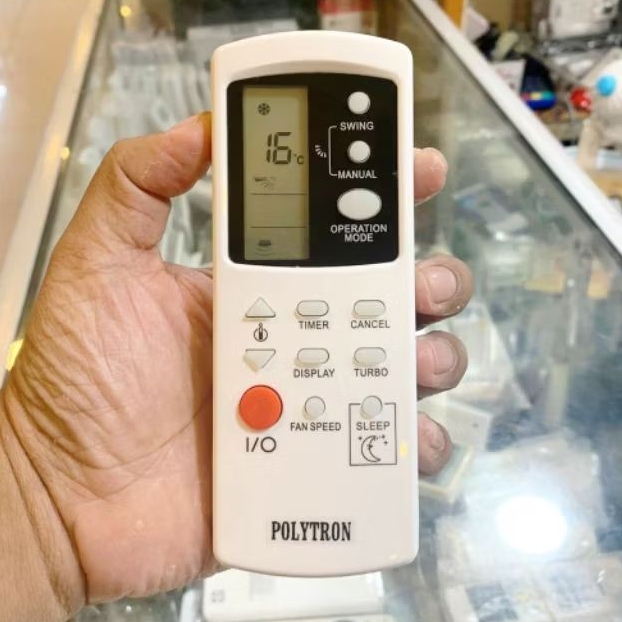 16°C
SWING
MANUAL
OPERATION
MODE
TIMER CANCEL
DISPLAY TURBO
I/O FAN SPEED SLEEP
POLYTRON